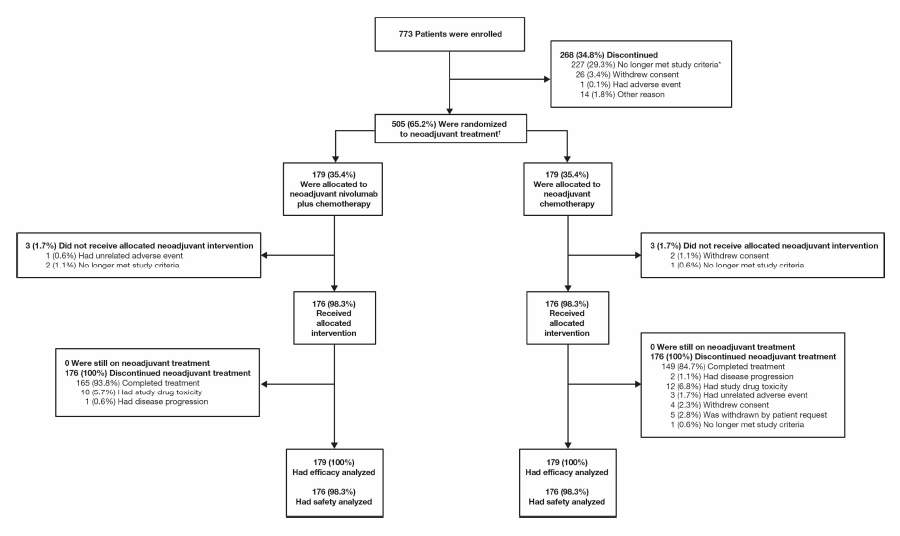 773 Patients were enrolled
268 (34.8%) Discontinued
227 (29.3%) No longer met study criteria*
26 (3.4%) Withdrew consent
1 (0.1%) Had adverse event
14 (1.8%) Other reason
505 (65.2%) Were randomized
to neoadjuvant treatment†
179 (35.4%)
Were allocated to
neoadjuvant nivolumab
plus chemotherapy
179 (35.4%)
Were allocated to
neoadjuvant
chemotherapy
3 (1.7%) Did not receive allocated neoadjuvant intervention
1 (0.6%) Had unrelated adverse event
2 (1.1%) No longer met study criteria
3 (1.7%) Did not receive allocated neoadjuvant intervention
2 (1.1%) Withdrew consent
1 (0.6%) No longer met study criteria
176 (98.3%)
Received
allocated
intervention
176 (98.3%)
Received
allocated
intervention
0 Were still on neoadjuvant treatment
176 (100%) Discontinued neoadjuvant treatment
165 (93.8%) Completed treatment
10 (5.7%) Had study drug toxicity
1 (0.6%) Had disease progression
0 Were still on neoadjuvant treatment
176 (100%) Discontinued neoadjuvant treatment
149 (84.7%) Completed treatment
2 (1.1%) Had disease progression
12 (6.8%) Had study drug toxicity
3 (1.7%) Had unrelated adverse event
4 (2.3%) Withdrew consent
5 (2.8%) Was withdrawn by patient request
1 (0.6%) No longer met study criteria
179 (100%)
Had efficacy analyzed
176 (98.3%)
Had safety analyzed
179 (100%)
Had efficacy analyzed
176 (98.3%)
Had safety analyzed